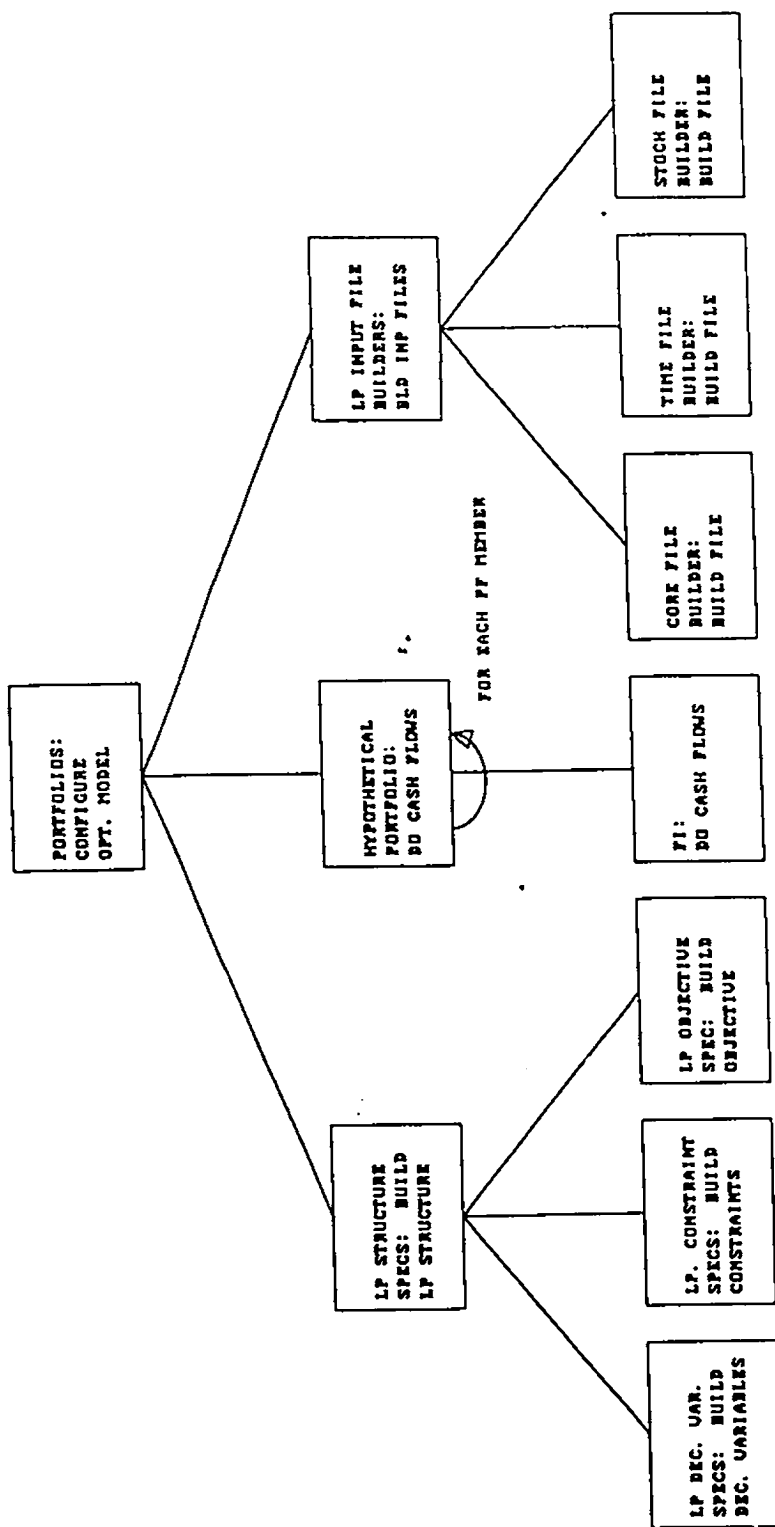 PORTFOLIOS:
CONFIGURE
OPT. MODEL
LP STRUCTURE
SPECS: BUILD
LP STRUCTURE
HYPOTHETICAL
PORTFOLIO:
DO CASH FLOWS
FOR EACH PF MEMBER
LP INPUT FILE
BUILDERS:
BLD INP FILES
LP DEC. VAR.
SPECS: BUILD
DEC. VARIABLES
LP. CONSTRAINT
SPECS: BUILD
CONSTRAINTS
LP OBJECTIVE
SPEC: BUILD
OBJECTIVE
FI:
DO CASH FLOWS
CORE FILE
BUILDER:
BUILD FILE
TIME FILE
BUILDER:
BUILD FILE
STOCH FILE
BUILDER:
BUILD FILE